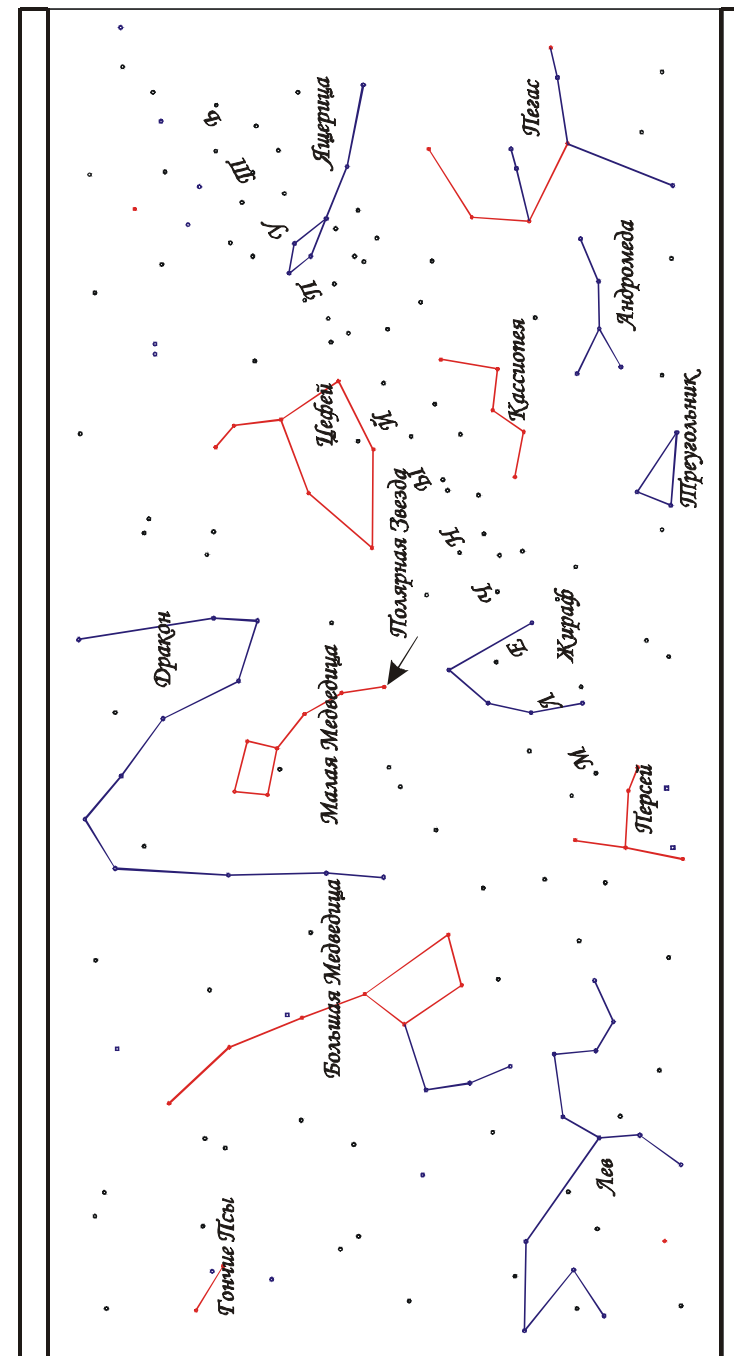 Дракон
Гончие Псы
Большая Медведица
Малая Медведица
Цефей
Ящерица
Полярная Звезда
М Л Е Ч Н Ы Й П У Т Ь
Кассиопея
Пегас
Жираф
Лев
Андромеда
Персей
Треугольник